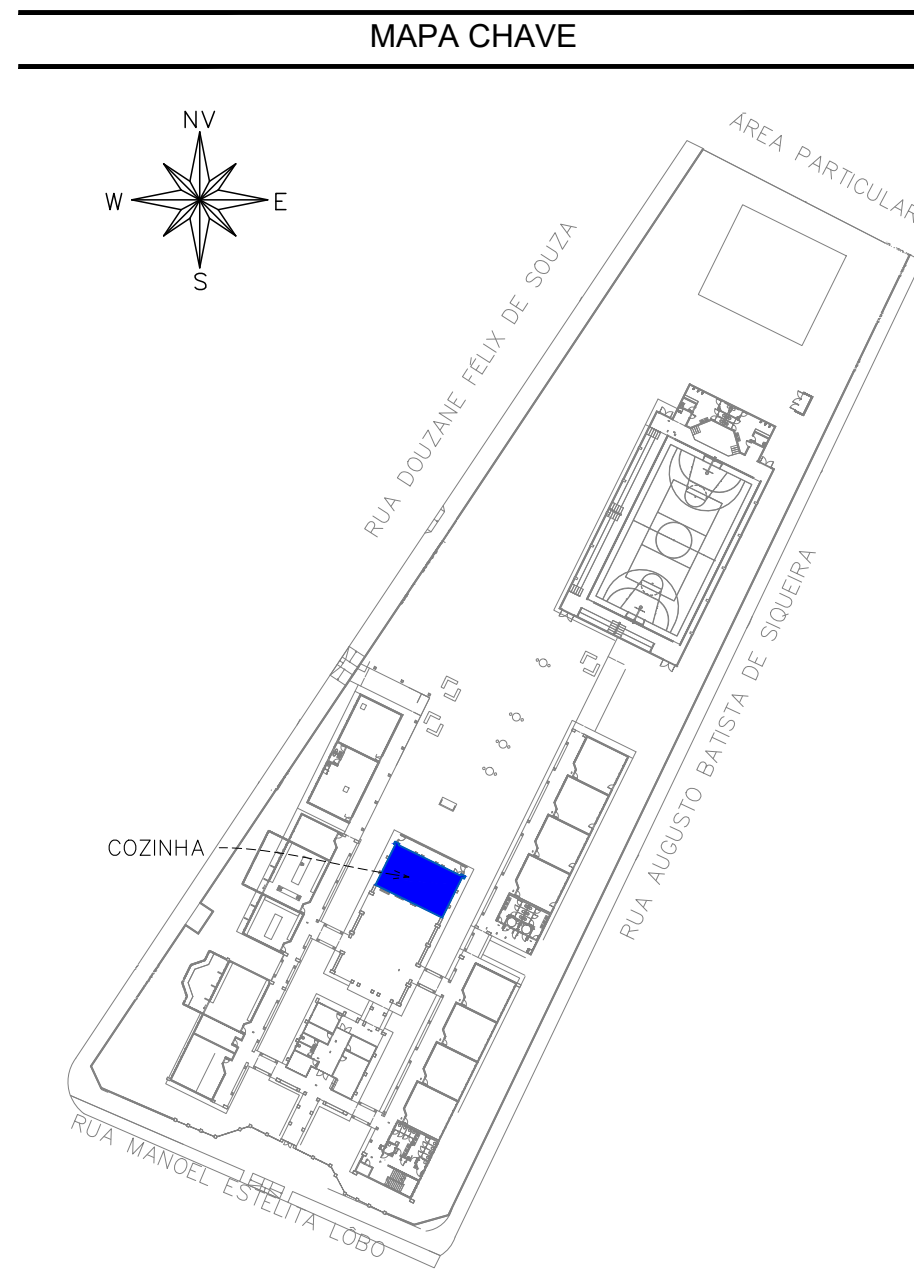 MAPA CHAVE
NV
W
E
S
ÁREA PARTICULAR
RUA DOUZANE FÉLIX DE SOUZA
RUA AUGUSTO BATISTA DE SIQUEIRA
COZINHA
RUA MANOEL ESTELITA LÔBO